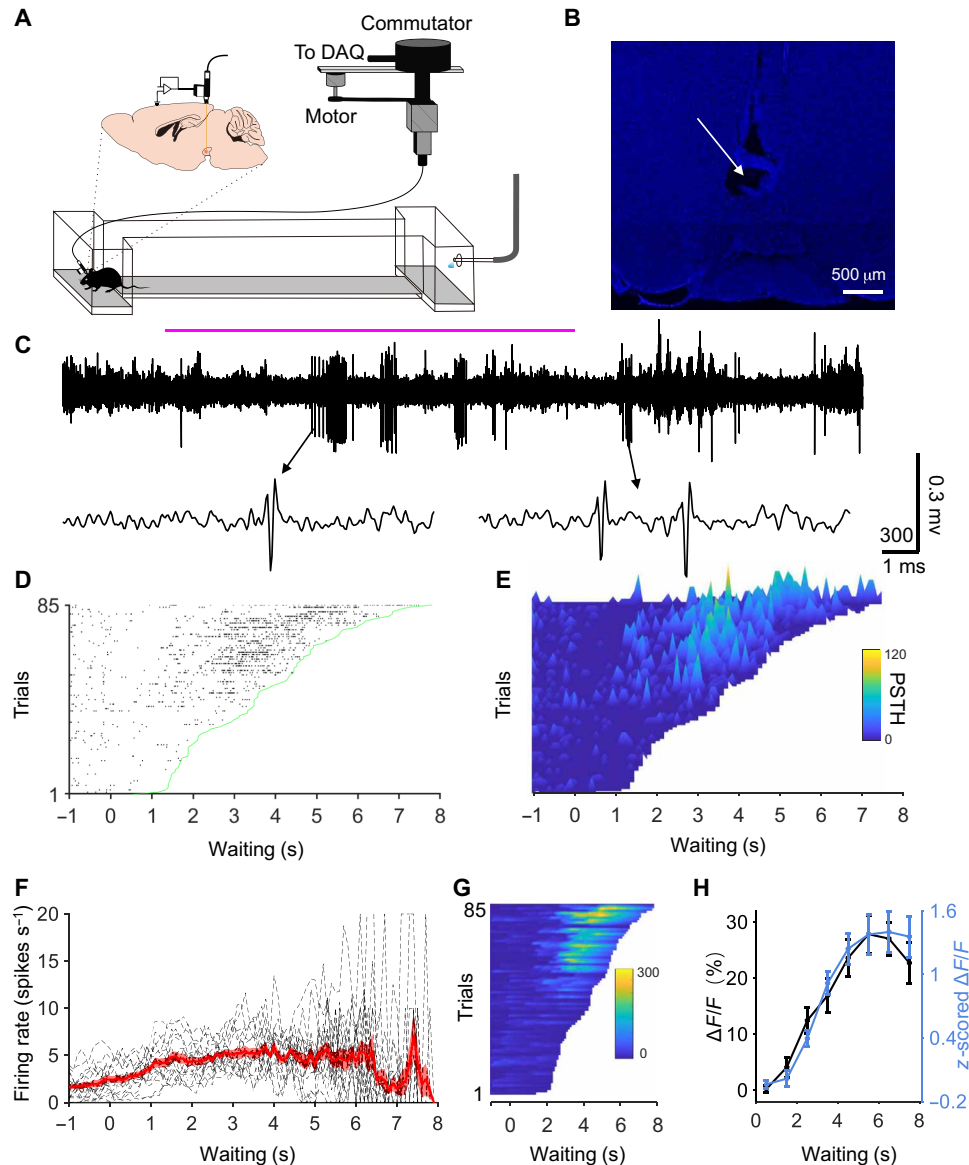 A
Commutator
To DAQ
Motor
B
500 μm
C
0.3 mv
300
1 ms
D
85
Trials
1
−1 0 1 2 3 4 5 6 7 8
Waiting (s)
E
Trials
120
PSTH
0
−1 0 1 2 3 4 5 6 7 8
Waiting (s)
F
20
15
10
5
0
Firing rate (spikes s⁻¹)
−1 0 1 2 3 4 5 6 7 8
Waiting (s)
G
85
Trials
1
300
0
0 2 4 6 8
Waiting (s)
H
30
20
10
0
ΔF/F (%)
1.6
1
0.4
−0.2
z-scored ΔF/F
0 2 4 6 8
Waiting (s)